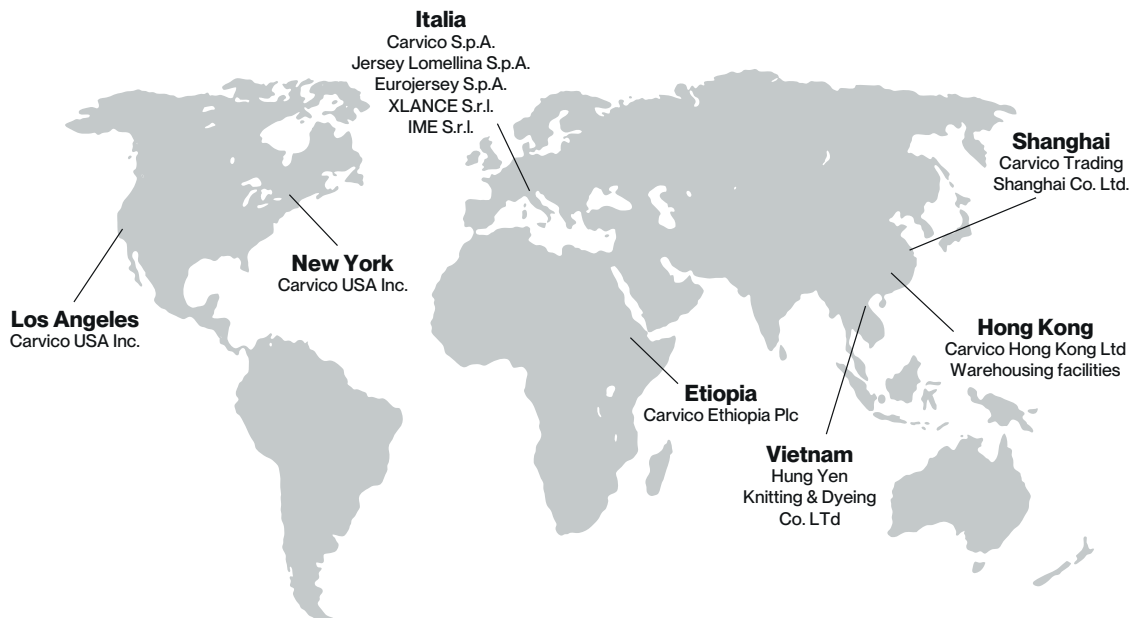 Italia
Carvico S.p.A.
Jersey Lomellina S.p.A.
Eurojersey S.p.A.
XLANCE S.r.l.
IME S.r.l.
Shanghai
Carvico Trading
Shanghai Co. Ltd.
New York
Carvico USA Inc.
Los Angeles
Carvico USA Inc.
Hong Kong
Carvico Hong Kong Ltd
Warehousing facilities
Etiopia
Carvico Ethiopia Plc
Vietnam
Hung Yen
Knitting & Dyeing
Co. LTd